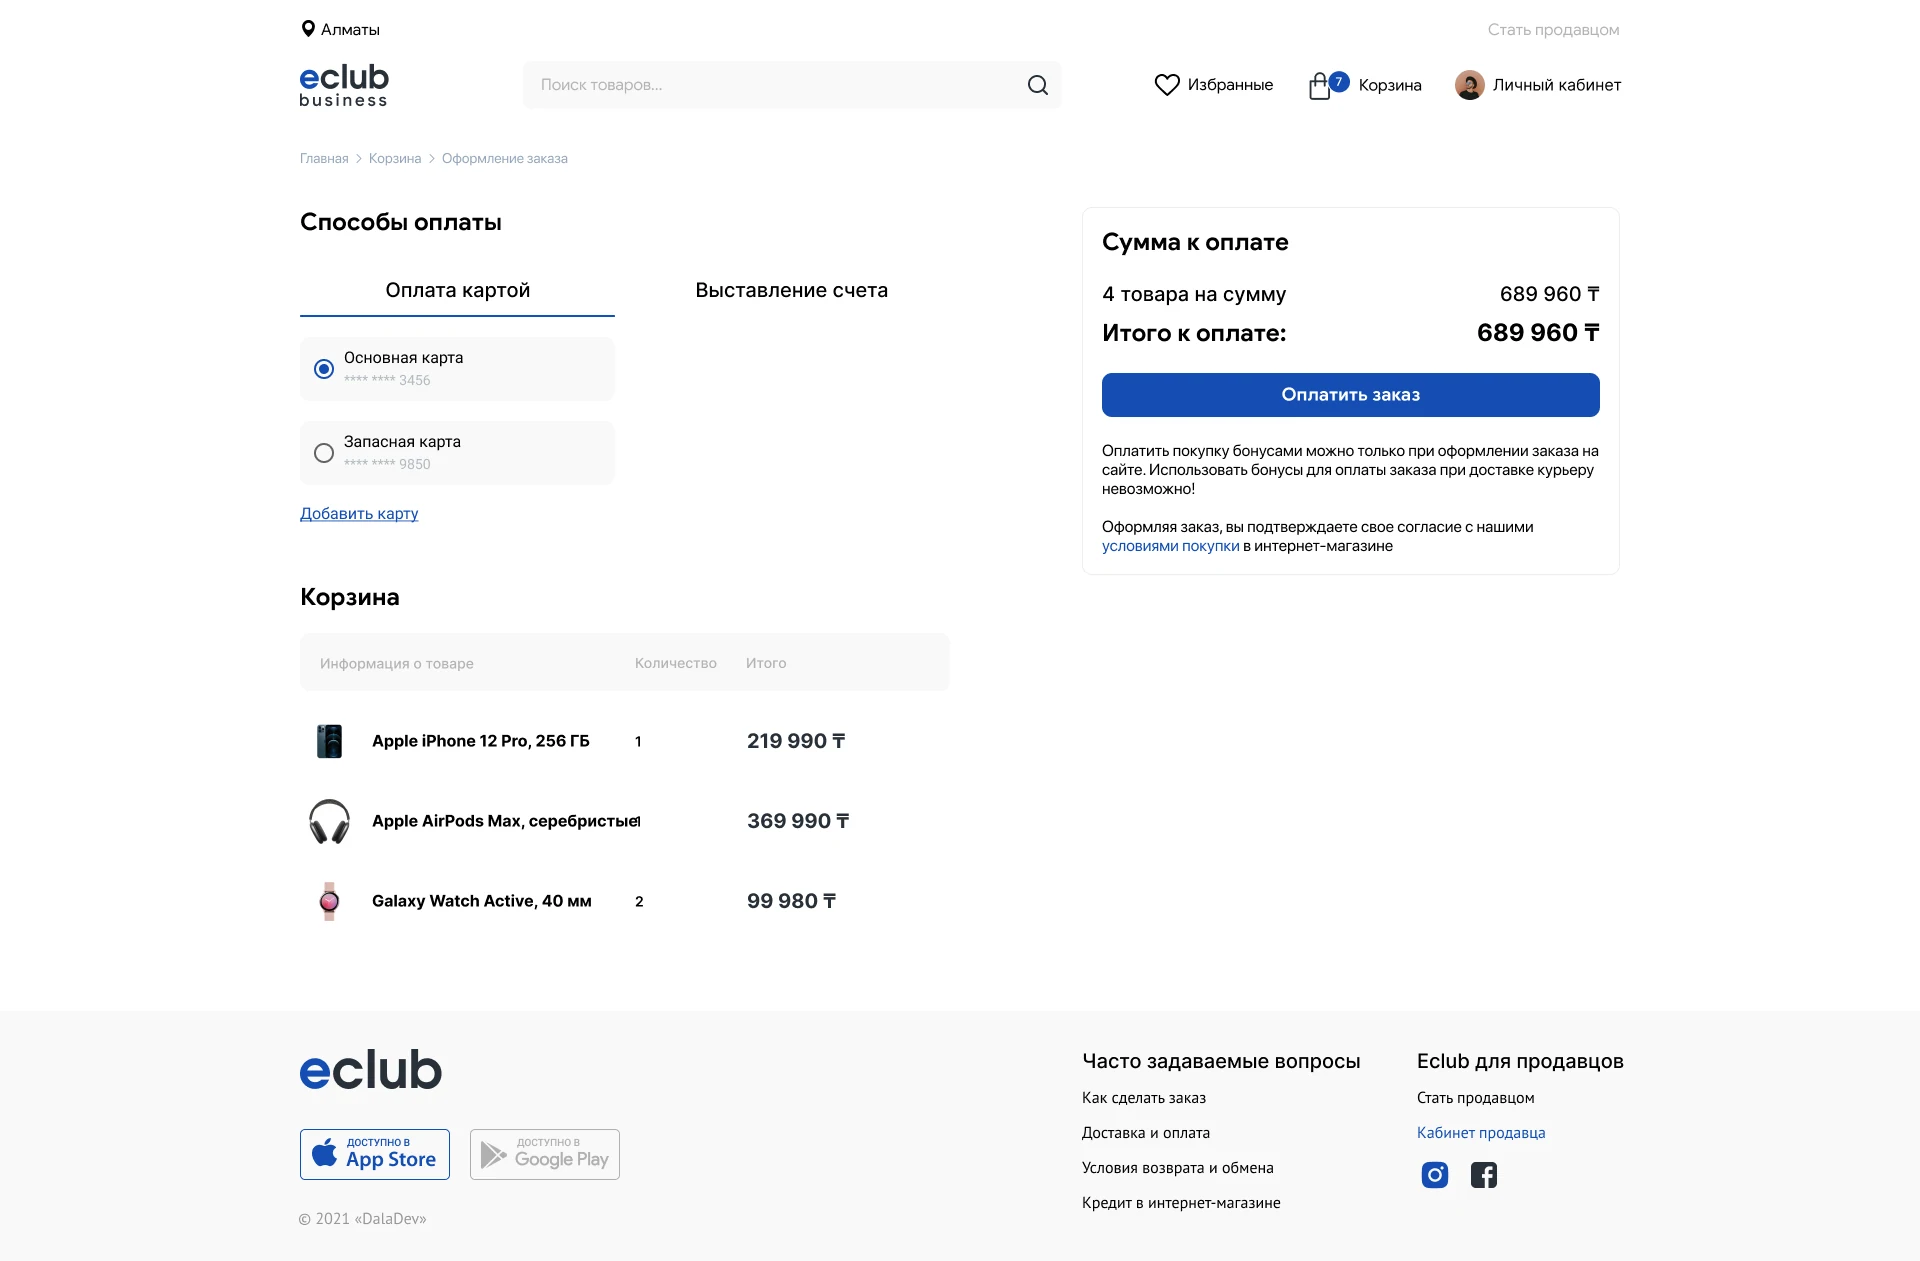 Алматы
Стать продавцом
eclub
business
Поиск товаров...
Избранные
7
Корзина
Личный кабинет
Главная > Корзина > Оформление заказа
Способы оплаты
Оплата картой
Выставление счета
Основная карта
**** **** 3456
Запасная карта
**** **** 9850
Добавить карту
Сумма к оплате
4 товара на сумму 689 960 ₸
Итого к оплате: 689 960 ₸
Оплатить заказ
Оплатить покупку бонусами можно только при оформлении заказа на
сайте. Использовать бонусы для оплаты заказа при доставке курьеру
невозможно!
Оформляя заказ, вы подтверждаете свое согласие с нашими
условиями покупки в интернет-магазине
Корзина
Информация о товаре Количество Итого
Apple iPhone 12 Pro, 256 ГБ 1 219 990 ₸
Apple AirPods Max, серебристые 1 369 990 ₸
Galaxy Watch Active, 40 мм 2 99 980 ₸
eclub
ДОСТУПНО В
App Store
ДОСТУПНО В
Google Play
© 2021 «DalaDev»
Часто задаваемые вопросы
Как сделать заказ
Доставка и оплата
Условия возврата и обмена
Кредит в интернет-магазине
Eclub для продавцов
Стать продавцом
Кабинет продавца